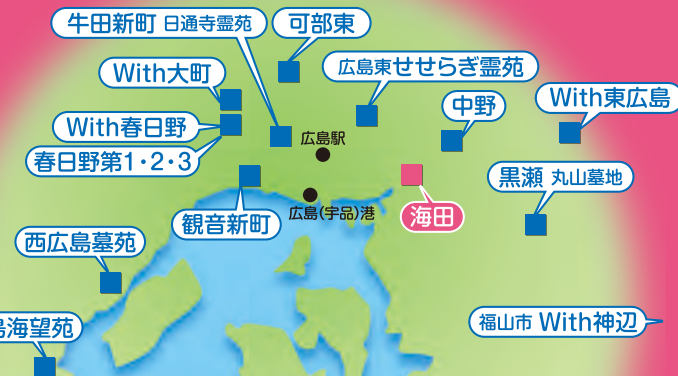 牛田新町 日通寺霊苑
可部東
With大町
広島東せせらぎ霊苑
With東広島
中野
With春日野
広島駅
春日野第1・2・3
黒瀬 丸山墓地
観音新町
広島(宇品)港
海田
西広島墓苑
島海望苑
福山市 With神辺